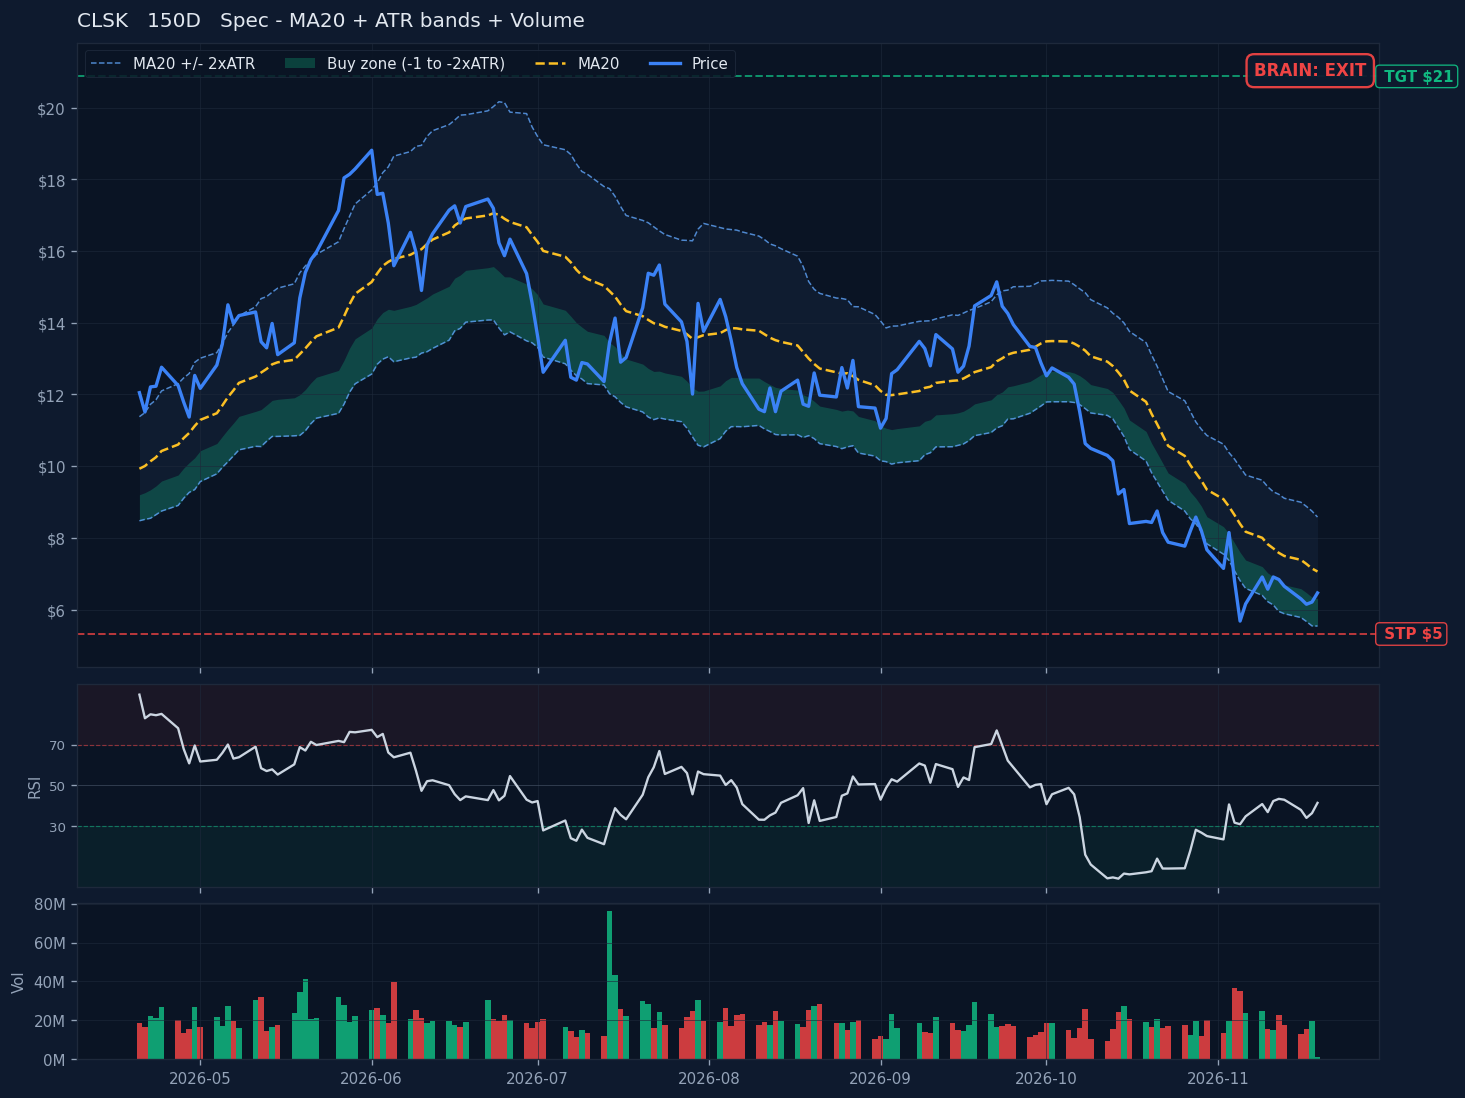 CLSK   150D   Spec - MA20 + ATR bands + Volume
MA20 +/- 2xATR
Buy zone (-1 to -2xATR)
MA20
Price
BRAIN: EXIT
TGT $21
$20
$18
$16
$14
$12
$10
$8
$6
STP $5
RSI
70
50
30
Vol
80M
60M
40M
20M
0M
2026-05
2026-06
2026-07
2026-08
2026-09
2026-10
2026-11